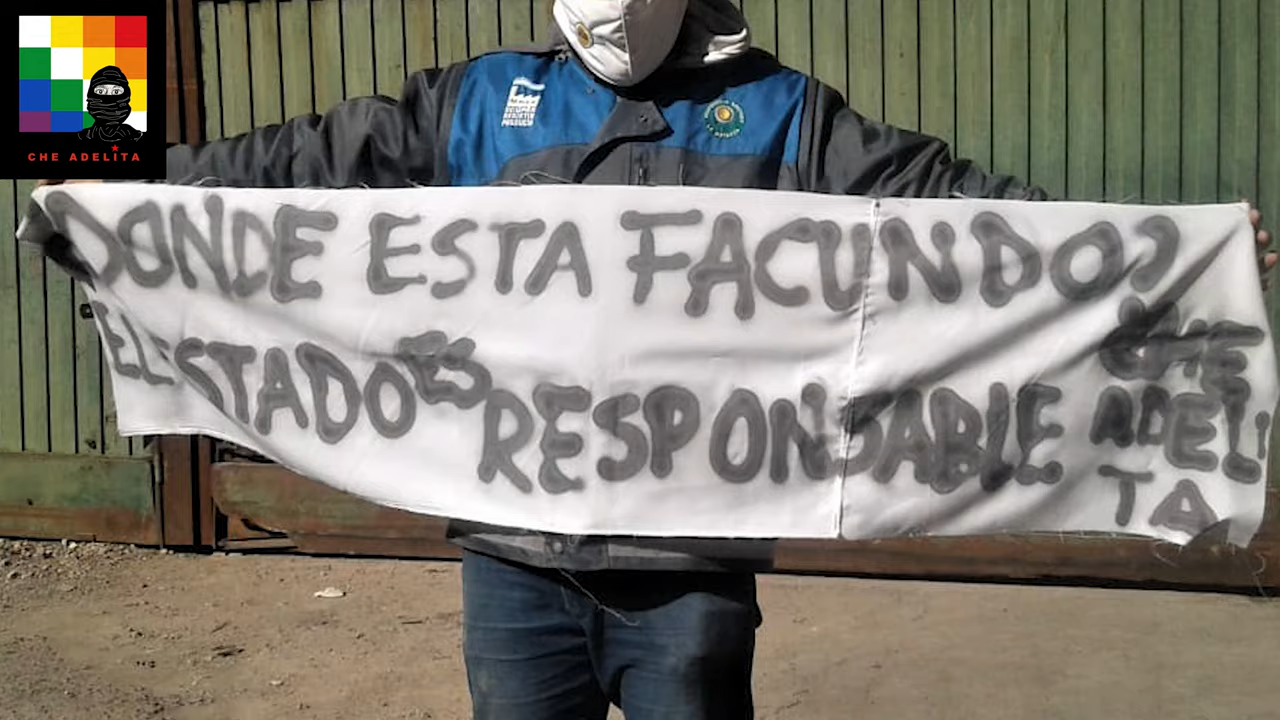 CHE ADELITA
DONDE ESTA FACUNDO?
EL ESTADO ES RESPONSABLE
CHE
ADELI
TA